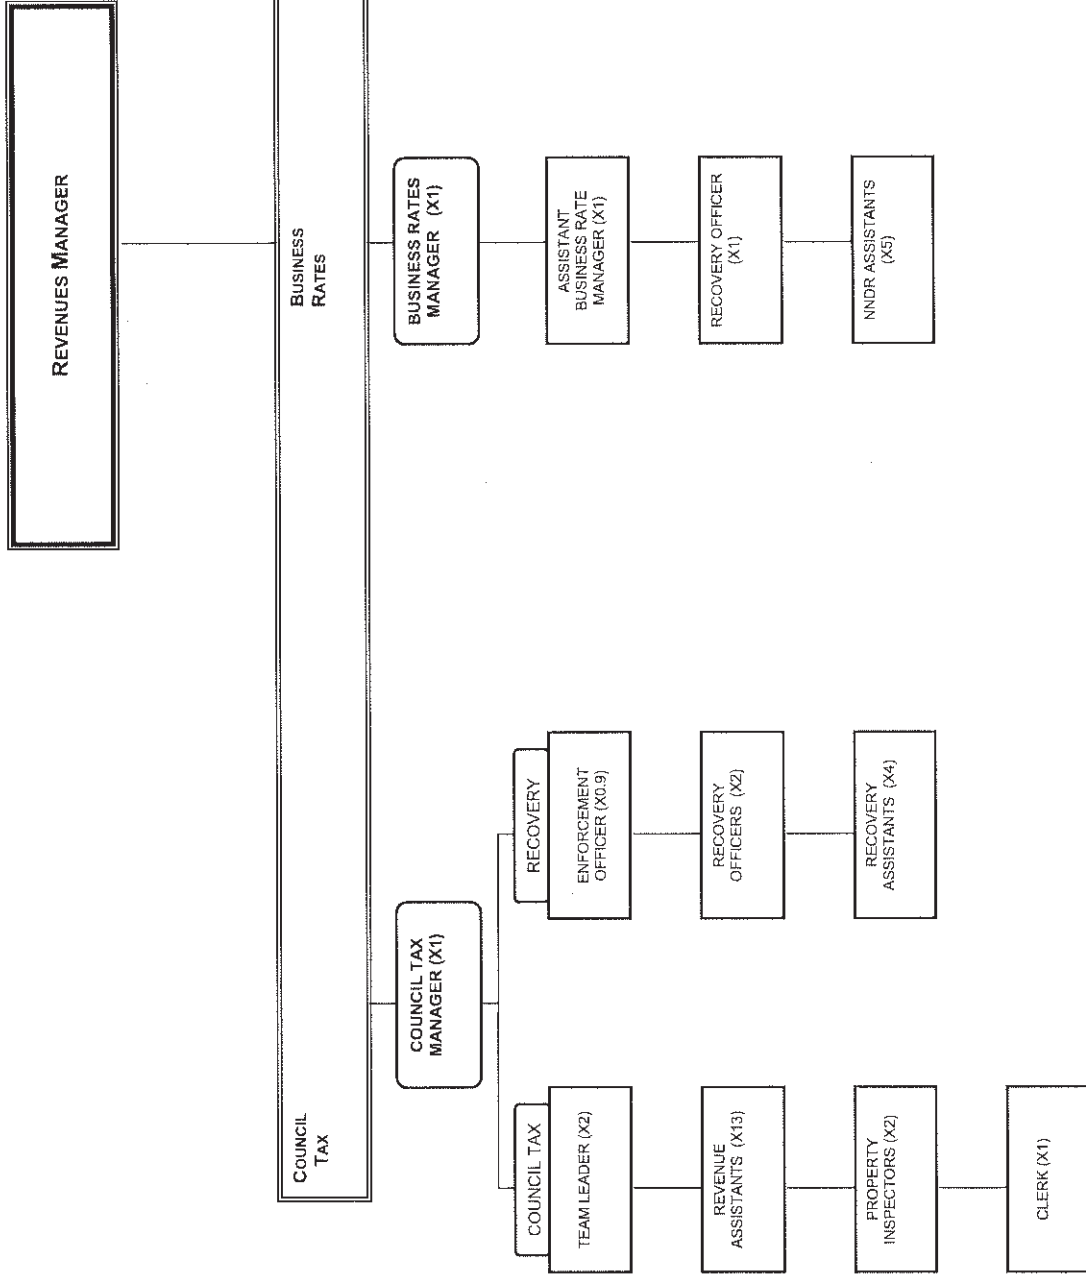 REVENUES MANAGER
COUNCIL
TAX
BUSINESS
RATES
COUNCIL TAX
MANAGER (X1)
BUSINESS RATES
MANAGER (X1)
COUNCIL TAX
TEAM LEADER (X2)
REVENUE
ASSISTANTS (X13)
PROPERTY
INSPECTORS (X2)
CLERK (X1)
RECOVERY
ENFORCEMENT
OFFICER (X0.9)
RECOVERY
OFFICERS (X2)
RECOVERY
ASSISTANTS (X4)
ASSISTANT
BUSINESS RATE
MANAGER (X1)
RECOVERY OFFICER
(X1)
NNDR ASSISTANTS
(X5)